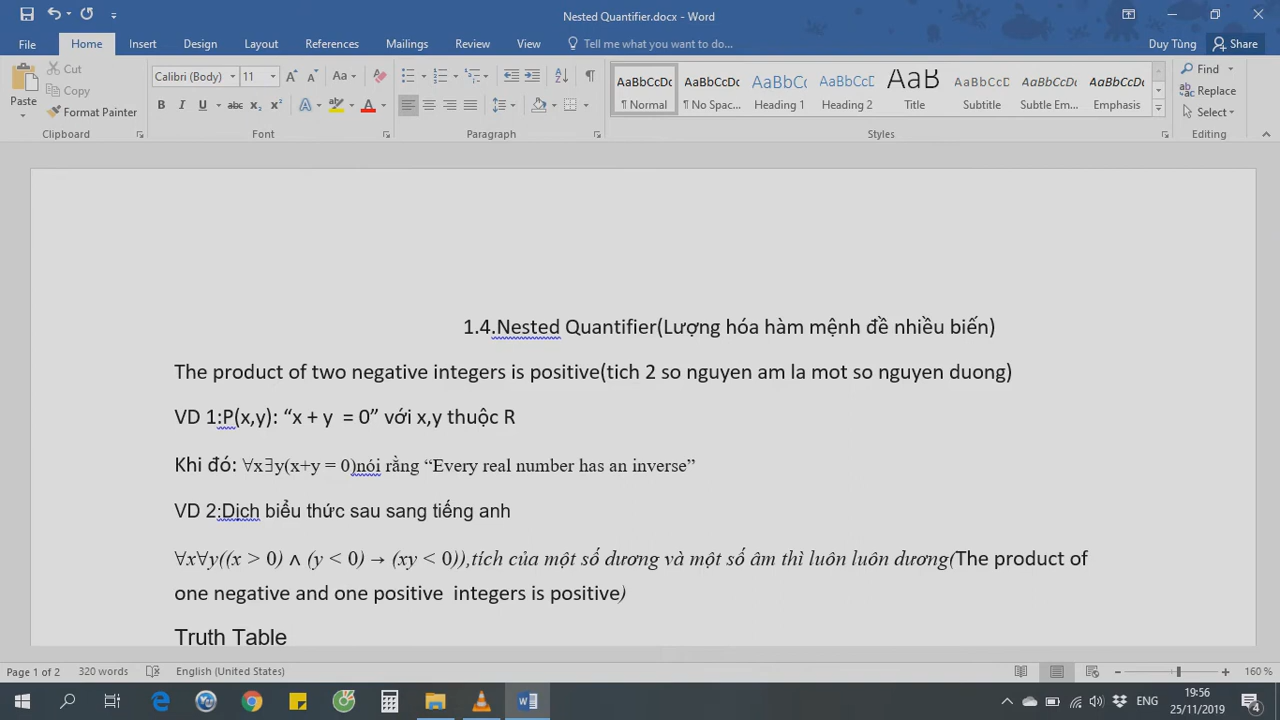 Nested Quantifier.docx - Word
File Home Insert Design Layout References Mailings Review View Tell me what you want to do... Duy Tùng Share
Cut
Copy
Format Painter
Paste
Clipboard
Calibri (Body) 11
Font
Paragraph
AaBbCcDc AaBbCcDc AaBbCc AaBbCcD AaB AaBbCcD AaBbCcDc AaBbCcDc
¶ Normal ¶ No Spac... Heading 1 Heading 2 Title Subtitle Subtle Em... Emphasis
Styles
Find
Replace
Select
Editing
1.4.Nested Quantifier(Lượng hóa hàm mệnh đề nhiều biến)
The product of two negative integers is positive(tich 2 so nguyen am la mot so nguyen duong)
VD 1:P(x,y): “x + y = 0” với x,y thuộc R
Khi đó: ∀x∃y(x+y = 0)nói rằng “Every real number has an inverse”
VD 2:Dịch biểu thức sau sang tiếng anh
∀x∀y((x > 0) ∧ (y < 0) → (xy < 0)),tích của một số dương và một số âm thì luôn luôn dương(The product of
one negative and one positive integers is positive)
Truth Table
Page 1 of 2 320 words English (United States) 160 %
ENG 19:56
25/11/2019 4